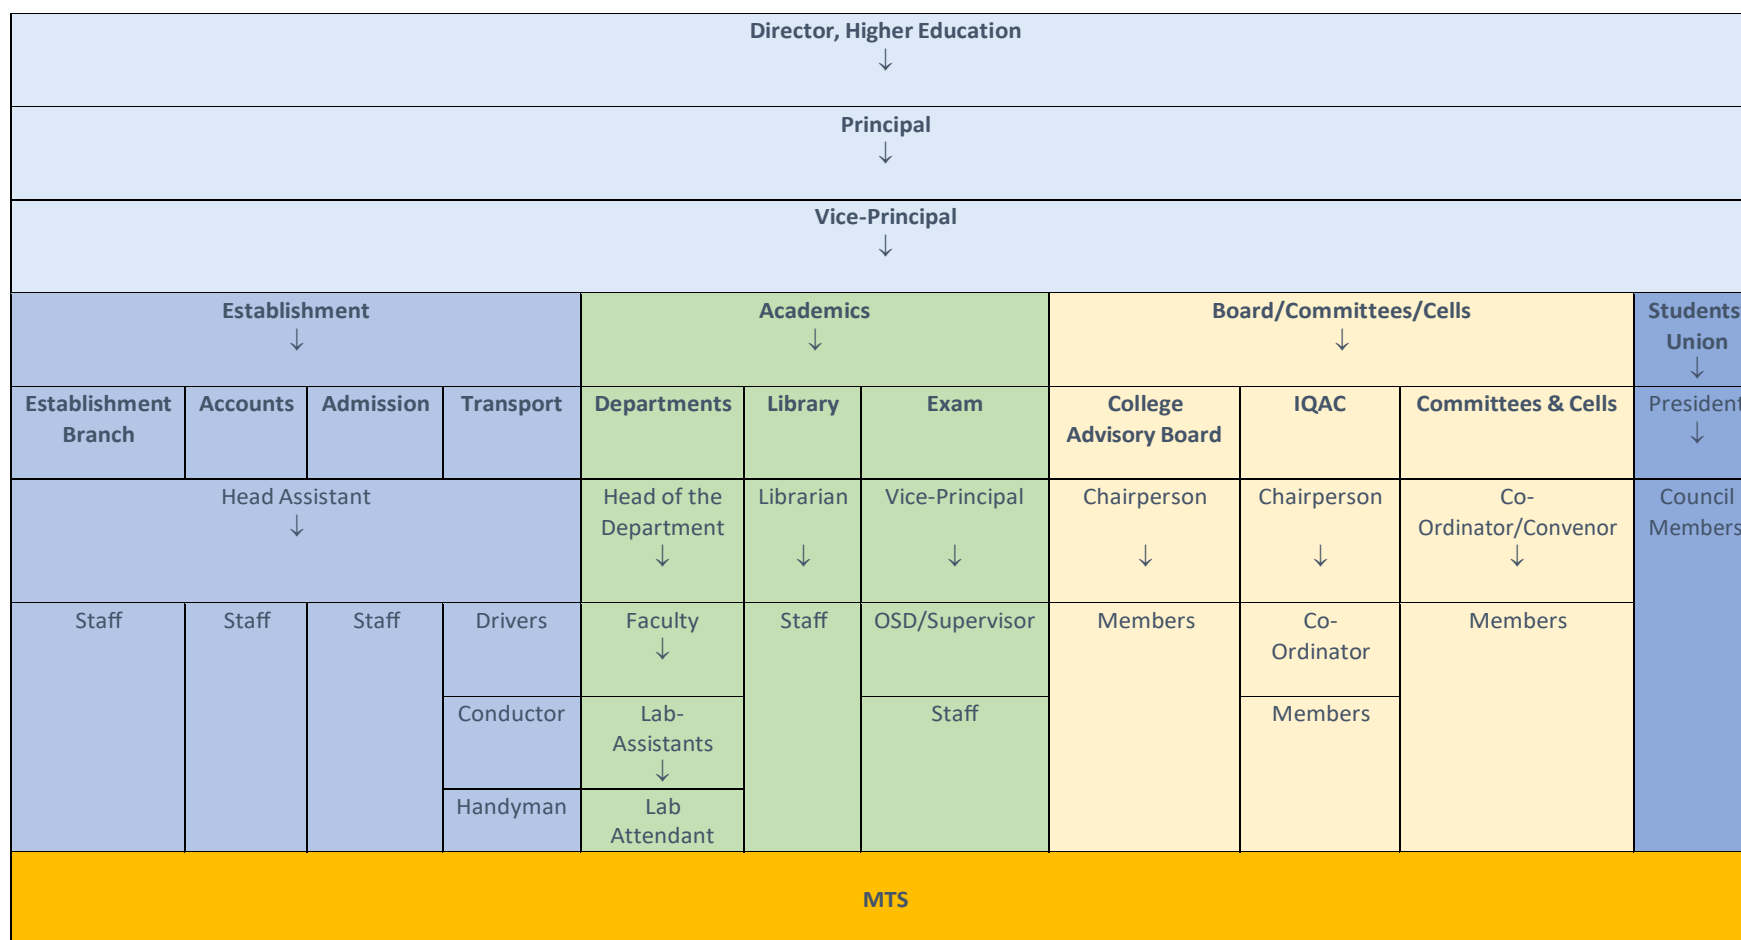 Director, Higher Education
↓
Principal
↓
Vice-Principal
↓
Establishment
↓
Academics
↓
Board/Committees/Cells
↓
Students
Union
↓
Establishment
Branch
Accounts
Admission
Transport
Departments
Library
Exam
College
Advisory Board
IQAC
Committees & Cells
President
↓
Head Assistant
↓
Head of the
Department
↓
Librarian
↓
Vice-Principal
↓
Chairperson
↓
Chairperson
↓
Co-
Ordinator/Convenor
↓
Council
Members
Staff
Staff
Staff
Drivers
Faculty
↓
Staff
OSD/Supervisor
Members
Co-
Ordinator
Members
Conductor
Lab-
Assistants
↓
Staff
Members
Handyman
Lab
Attendant
MTS